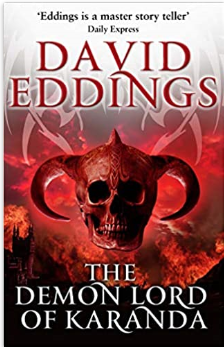 'Eddings is a master story teller'
Daily Express
DAVID
EDDINGS
THE
DEMON LORD
OF KARANDA